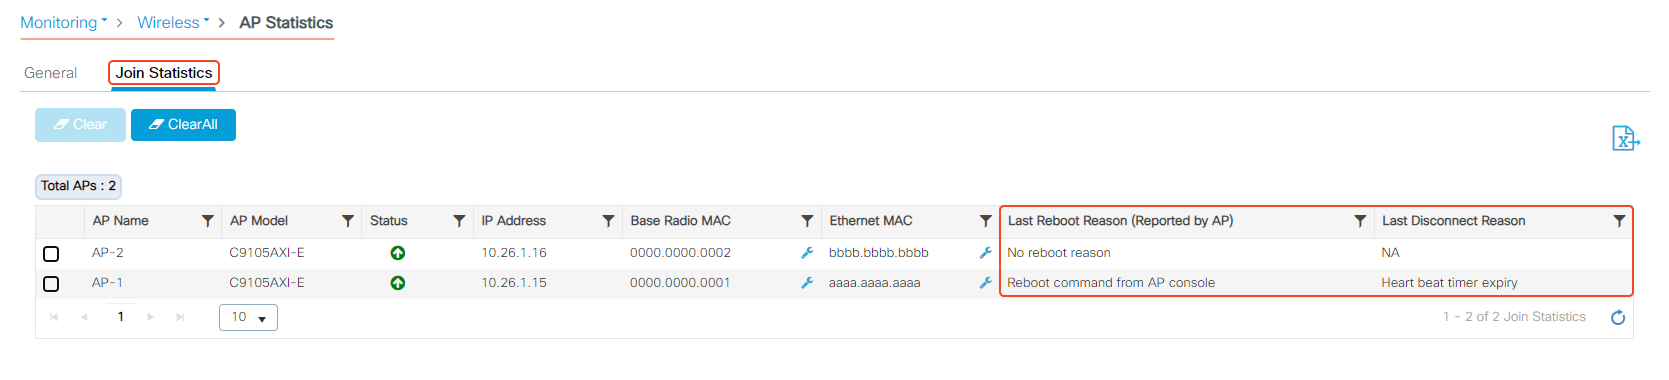 Monitoring > Wireless > AP Statistics
General Join Statistics
Clear ClearAll
Total APs : 2
AP Name AP Model Status IP Address Base Radio MAC Ethernet MAC Last Reboot Reason (Reported by AP) Last Disconnect Reason
AP-2 C9105AXI-E 10.26.1.16 0000.0000.0002 bbbb.bbbb.bbbb No reboot reason NA
AP-1 C9105AXI-E 10.26.1.15 0000.0000.0001 aaaa.aaaa.aaaa Reboot command from AP console Heart beat timer expiry
1 10 1 - 2 of 2 Join Statistics